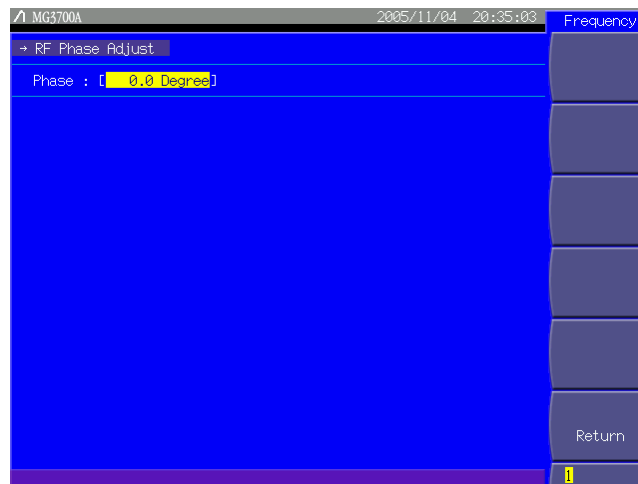 MG3700A 2005/11/04 20:35:03 Frequency
→ RF Phase Adjust
Phase : [ 0.0 Degree]
Return
1